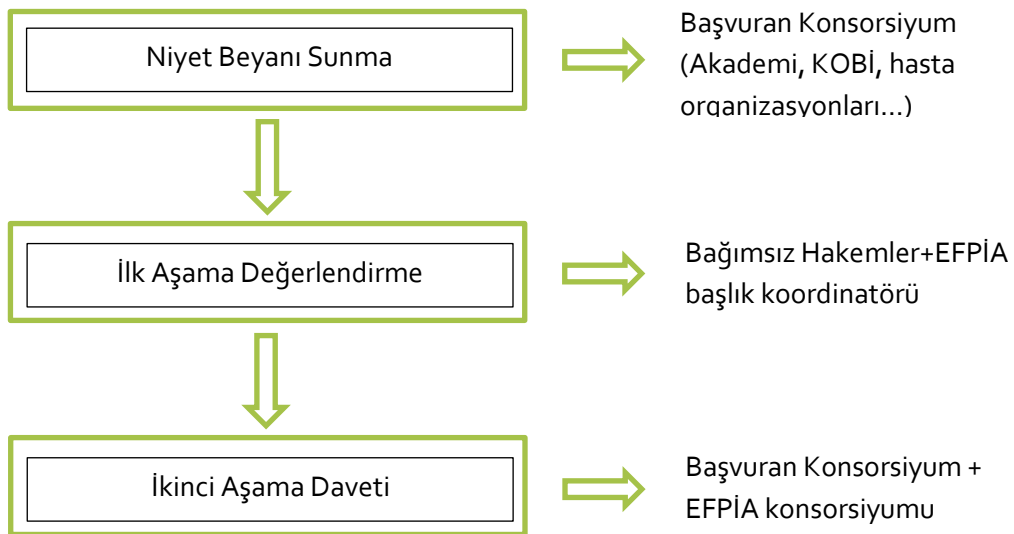 Niyet Beyanı Sunma
Başvuran Konsorsiyum
(Akademi, KOBİ, hasta
organizasyonları...)
İlk Aşama Değerlendirme
Bağımsız Hakemler+EFPİA
başlık koordinatörü
İkinci Aşama Daveti
Başvuran Konsorsiyum +
EFPİA konsorsiyumu